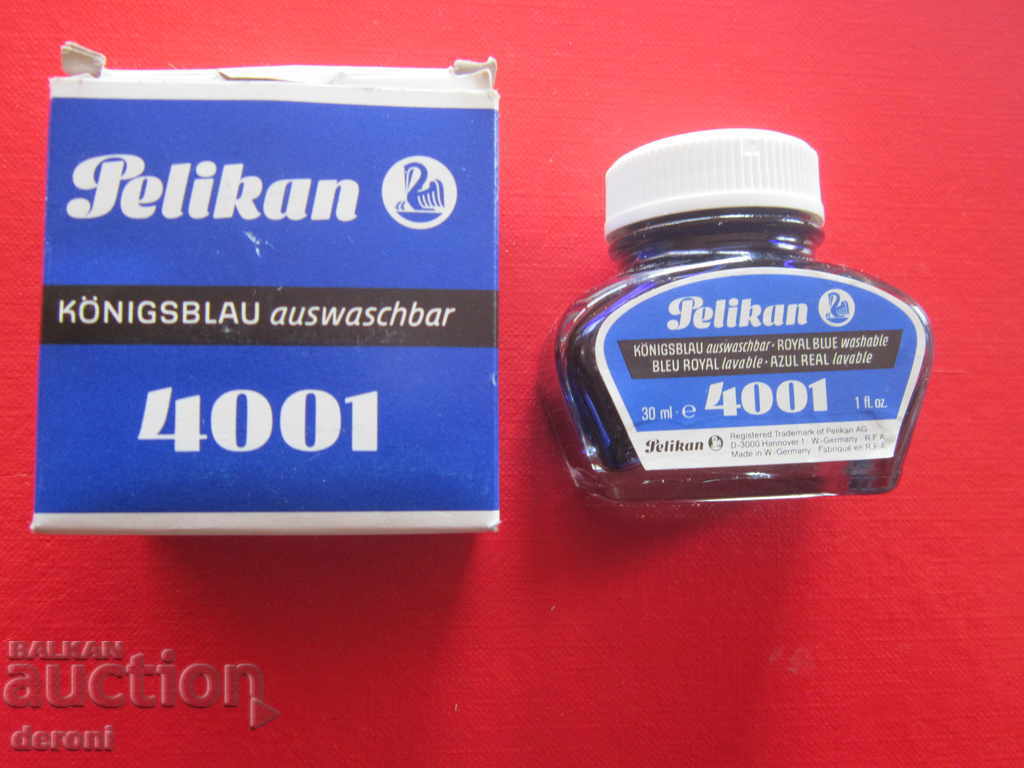 Pelikan
KÖNIGSBLAU auswaschbar
4001
Pelikan
KÖNIGSBLAU auswaschbar · ROYAL BLUE washable
BLEU ROYAL lavable · AZUL REAL lavable
30 ml · e 4001 1 fl. oz.
Pelikan
Registered Trademark of Pelikan AG
D-3000 Hannover 1 · W.-Germany · R.F.A.
Made in W.-Germany · Fabriqué en R.F.A.
BALKAN
auction
deroni